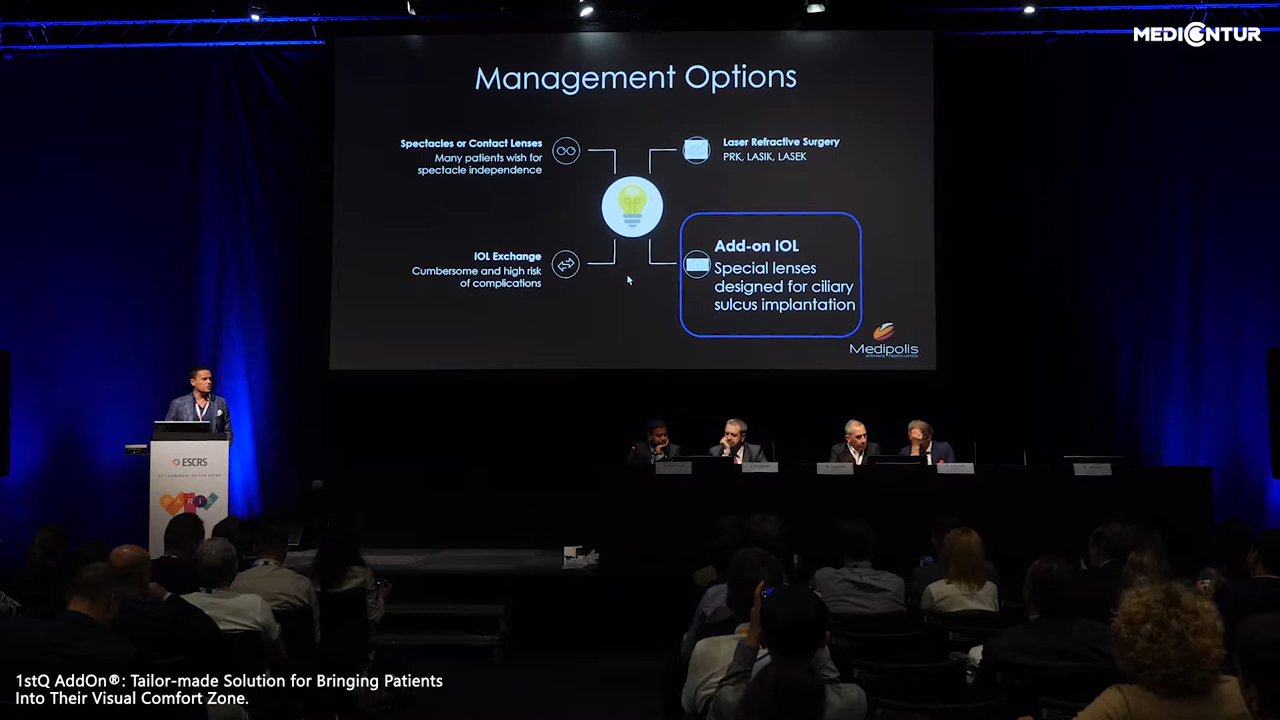 MEDICONTUR
Management Options
Spectacles or Contact Lenses
Many patients wish for
spectacle independence
Laser Refractive Surgery
PRK, LASIK, LASEK
IOL Exchange
Cumbersome and high risk
of complications
Add-on IOL
Special lenses
designed for ciliary
sulcus implantation
Medipolis
ESCRS
PARIS
1stQ AddOn®: Tailor-made Solution for Bringing Patients
Into Their Visual Comfort Zone.